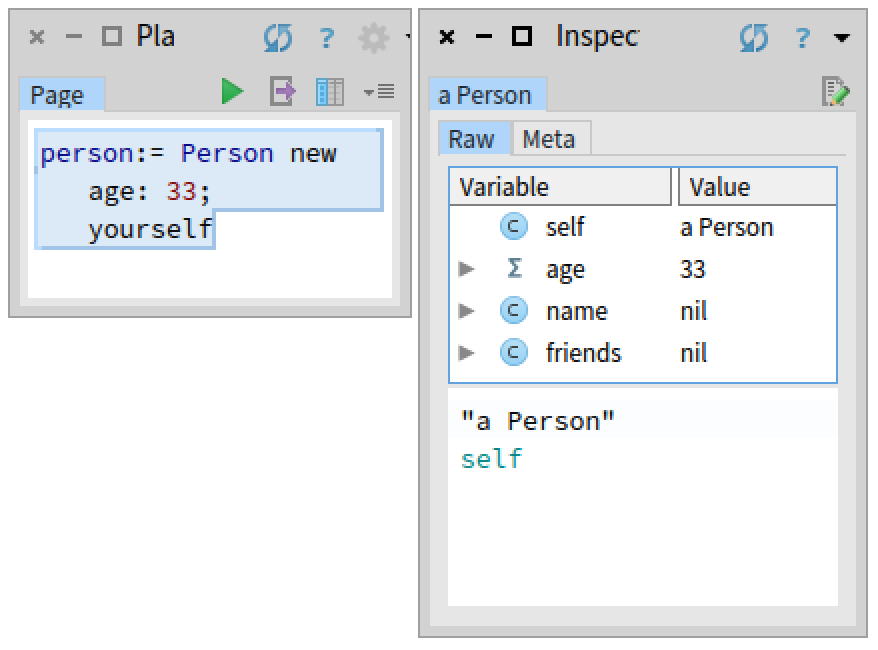 Pla
?
Page
person:= Person new
age: 33;
yourself
Inspec
?
a Person
Raw Meta
Variable Value
C self a Person
Σ age 33
C name nil
C friends nil
"a Person"
self